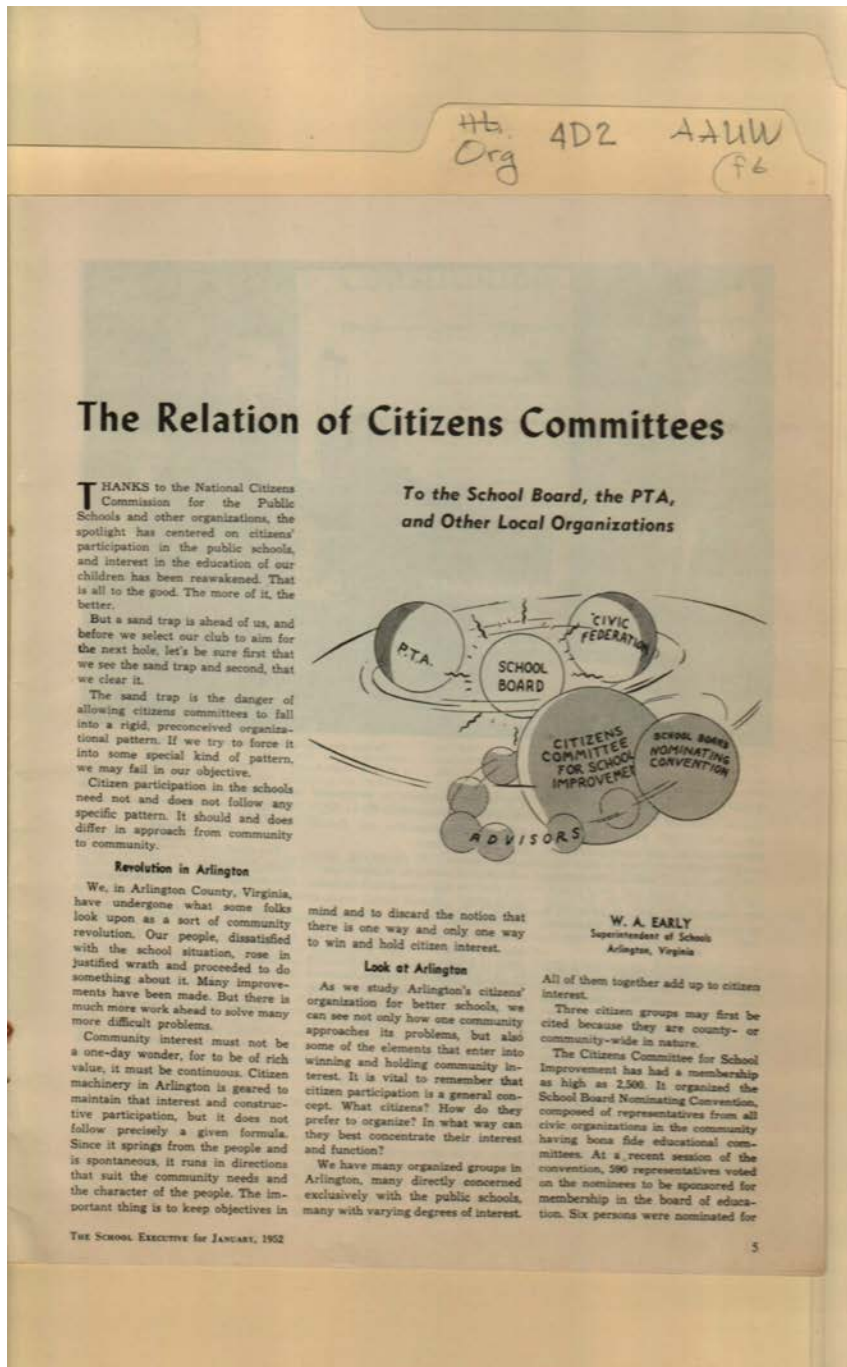 Org 4D2 AAUW
The Relation of Citizens Committees
To the School Board, the PTA,
and Other Local Organizations
THANKS to the National Citizens
Commission for the Public
Schools and other organizations, the
spotlight has centered on citizens'
participation in the public schools,
and interest in the education of our
children has been reawakened. That
is all to the good. The more of it, the
better.
But a sand trap is ahead of us, and
before we select our club to aim for
the next hole, let's be sure first that
we see the sand trap and second, that
we clear it.
The sand trap is the danger of
allowing citizens committees to fall
into a rigid, preconceived organiza-
tional pattern. If we try to force it
into some special kind of pattern,
we may fail in our objective.
Citizen participation in the schools
need not and does not follow any
specific pattern. It should and does
differ in approach from community
to community.
Revolution in Arlington
We, in Arlington County, Virginia,
have undergone what some folks
look upon as a sort of community
revolution. Our people, dissatisfied
with the school situation, rose in
justified wrath and proceeded to do
something about it. Many improve-
ments have been made. But there is
much more work ahead to solve many
more difficult problems.
Community interest must not be
a one-day wonder, for to be of rich
value, it must be continuous. Citizen
machinery in Arlington is geared to
maintain that interest and construc-
tive participation, but it does not
follow precisely a given formula.
Since it springs from the people and
is spontaneous, it runs in directions
that suit the community needs and
the character of the people. The im-
portant thing is to keep objectives in
P.T.A.
SCHOOL
BOARD
CIVIC
FEDERATION
CITIZENS
COMMITTEE
FOR SCHOOL
IMPROVEMENT
SCHOOL BOARD
NOMINATING
CONVENTION
ADVISORS
mind and to discard the notion that
there is one way and only one way
to win and hold citizen interest.
Look at Arlington
As we study Arlington's citizens'
organization for better schools, we
can see not only how one community
approaches its problems, but also
some of the elements that enter into
winning and holding community in-
terest. It is vital to remember that
citizen participation is a general con-
cept. What citizens? How do they
prefer to organize? In what way can
they best concentrate their interest
and function?
We have many organized groups in
Arlington, many directly concerned
exclusively with the public schools,
many with varying degrees of interest.
W. A. EARLY
Superintendent of Schools
Arlington, Virginia
All of them together add up to citizen
interest.
Three citizen groups may first be
cited because they are county- or
community-wide in nature.
The Citizens Committee for School
Improvement has had a membership
as high as 2,500. It organized the
School Board Nominating Convention,
composed of representatives from all
civic organizations in the community
having bona fide educational com-
mittees. At a recent session of the
convention, 590 representatives voted
on the nominees to be sponsored for
membership in the board of educa-
tion. Six persons were nominated for
THE SCHOOL EXECUTIVE for JANUARY, 1952
5